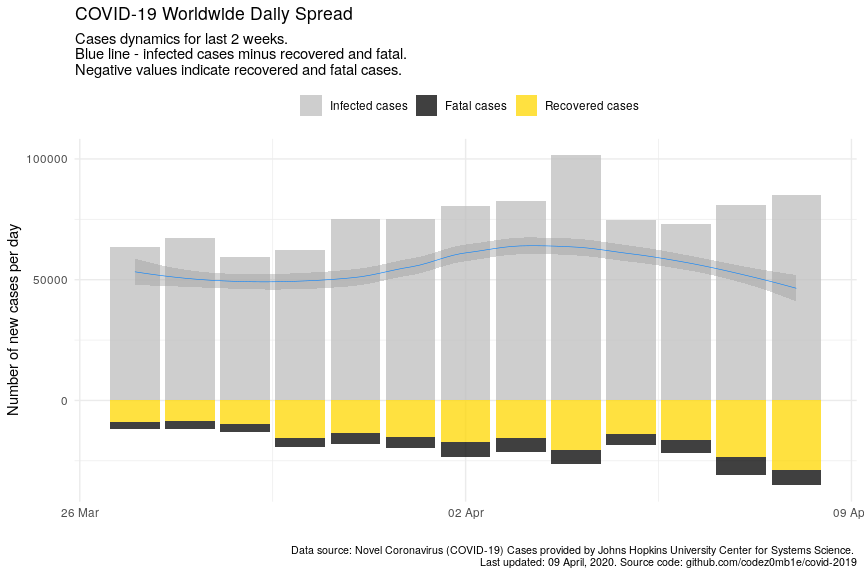 COVID-19 Worldwide Daily Spread
Cases dynamics for last 2 weeks.
Blue line - infected cases minus recovered and fatal.
Negative values indicate recovered and fatal cases.
Infected cases Fatal cases Recovered cases
Number of new cases per day
100000
50000
0
26 Mar 02 Apr 09 Ap
Data source: Novel Coronavirus (COVID-19) Cases provided by Johns Hopkins University Center for Systems Science.
Last updated: 09 April, 2020. Source code: github.com/codez0mb1e/covid-2019